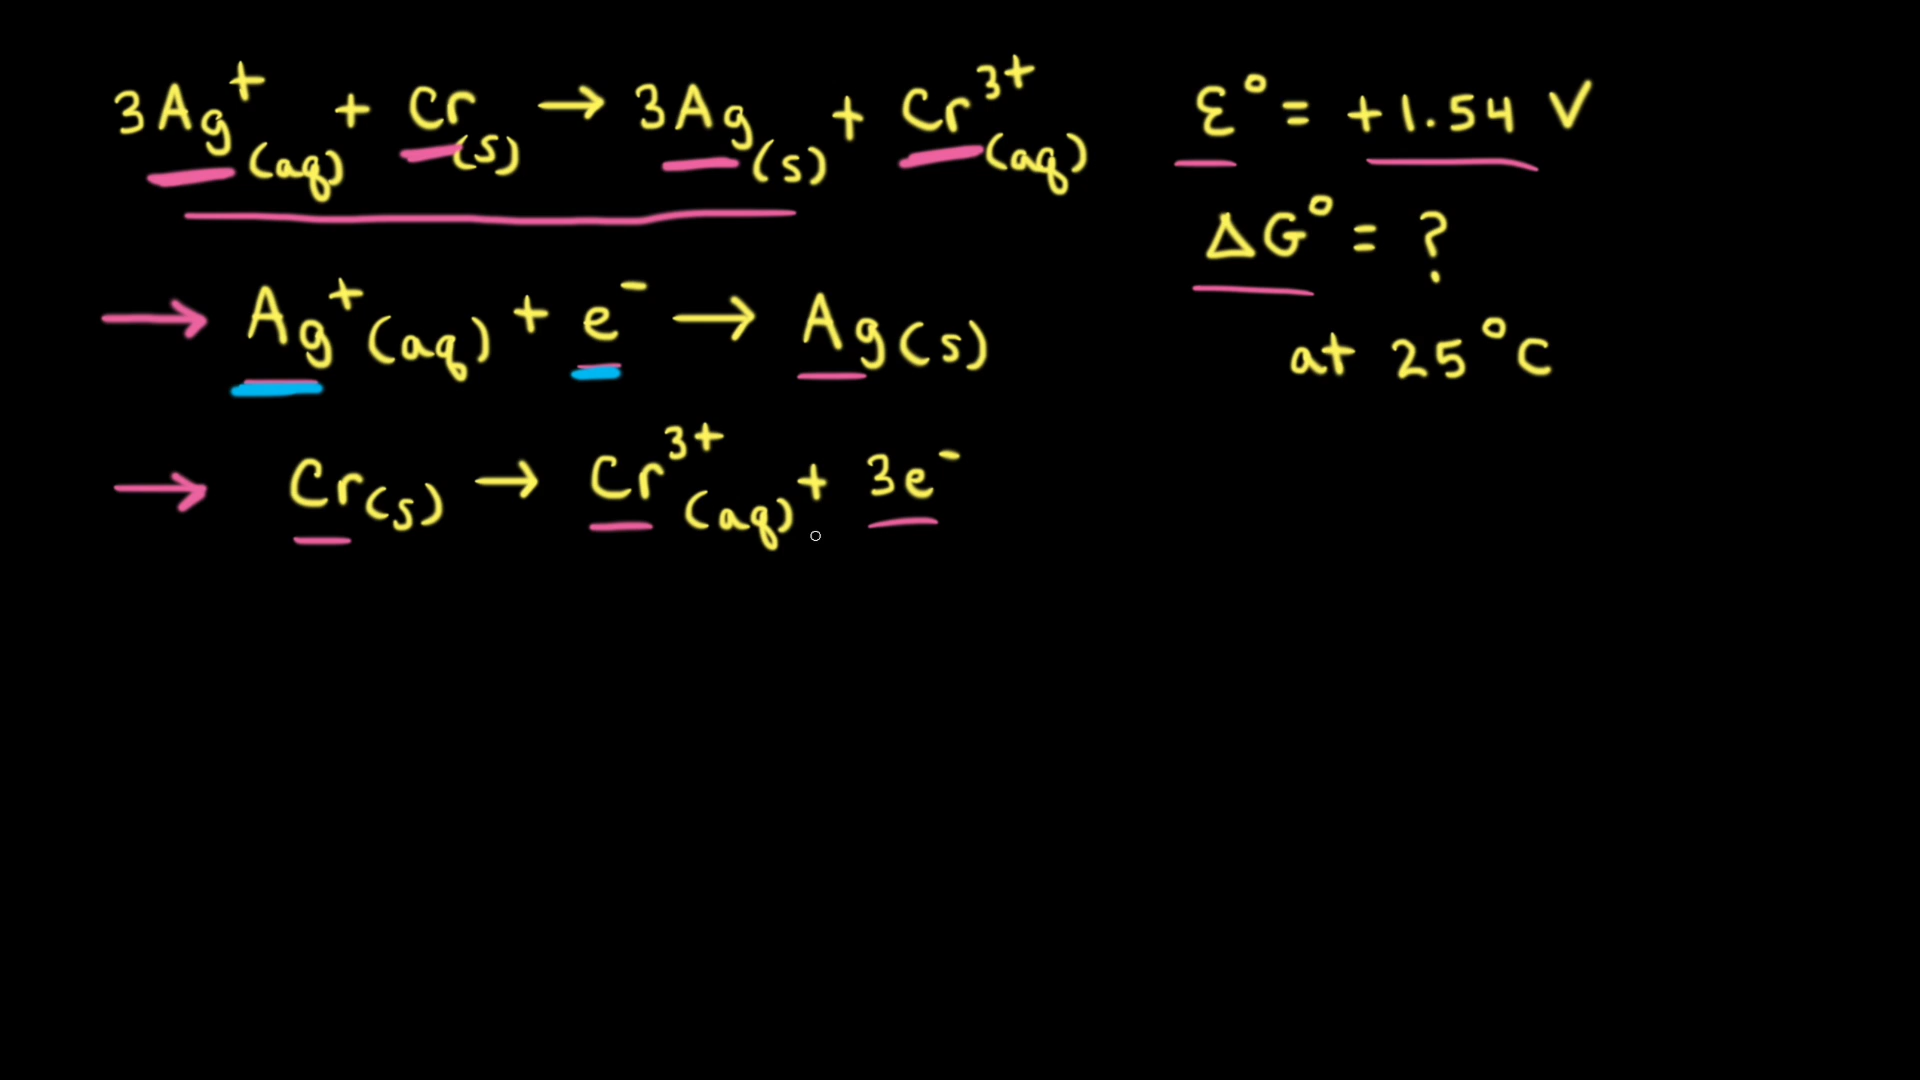 3Ag⁺(aq) + Cr(s) → 3Ag(s) + Cr³⁺(aq)
ε° = +1.54 V
ΔG° = ?
at 25°C
→ Ag⁺(aq) + e⁻ → Ag(s)
→ Cr(s) → Cr³⁺(aq) + 3e⁻